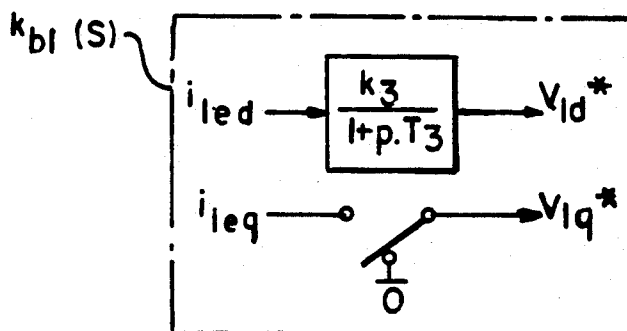 k_bl (S)
i_led k_3 / 1+p.T_3 V_ld*
i_leq V_lq*
0